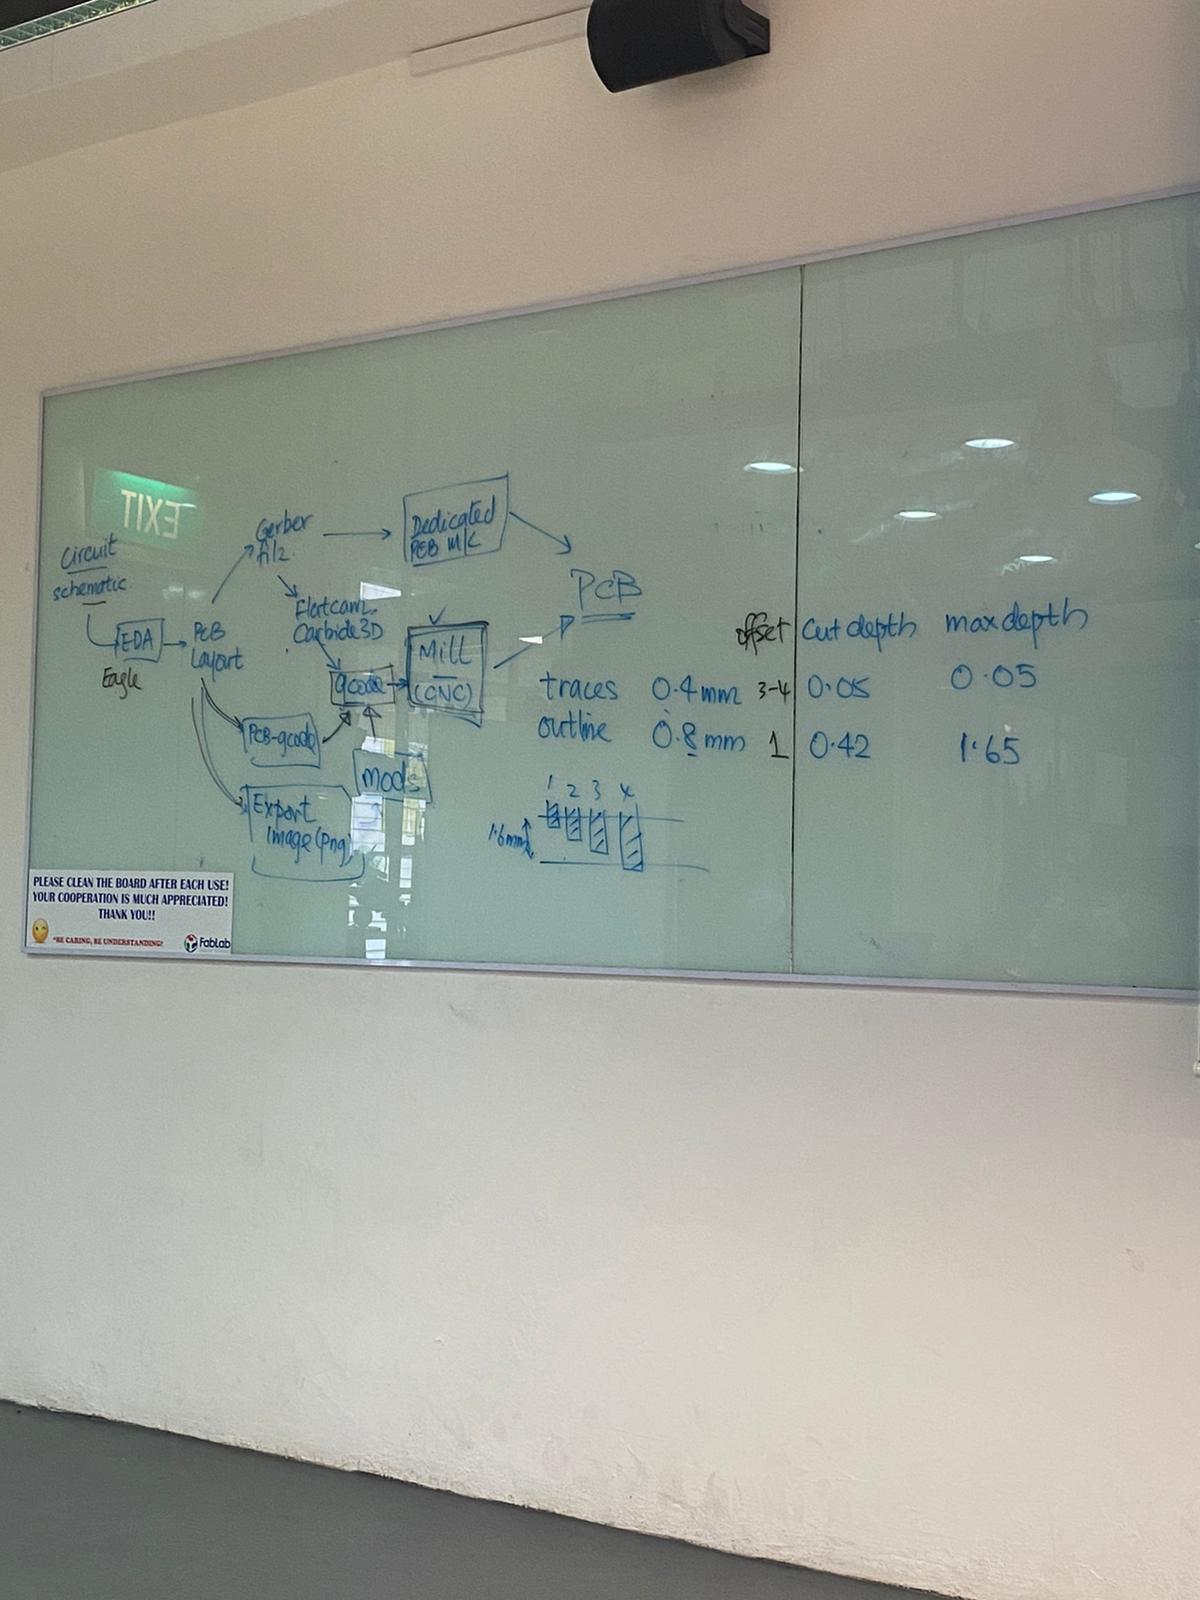 EXIT
Circuit
schematic
EDA
Eagle
PCB
Layout
Gerber
Dedicated
PCB M/C
Flatcam
Carbide3D
gcode
✓
Mill
(CNC)
PCB
PCB-gcode
mods
Export
Image (png)
offset cut depth max depth
traces 0.4mm 3-4 0.05 0.05
outline 0.8mm 1 0.42 1.65
1 2 3 4
1.6mm
PLEASE CLEAN THE BOARD AFTER EACH USE!
YOUR COOPERATION IS MUCH APPRECIATED!
THANK YOU!!
*BE CARING, BE UNDERSTANDING!
FabLab